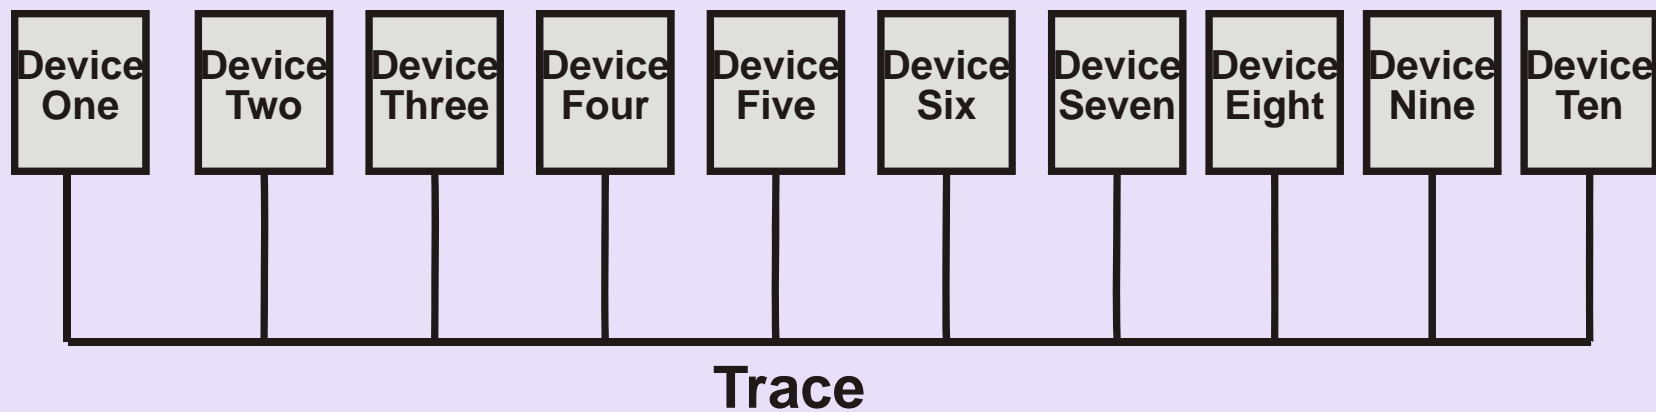 Device
One
Device
Two
Device
Three
Device
Four
Device
Five
Device
Six
Device
Seven
Device
Eight
Device
Nine
Device
Ten
Trace